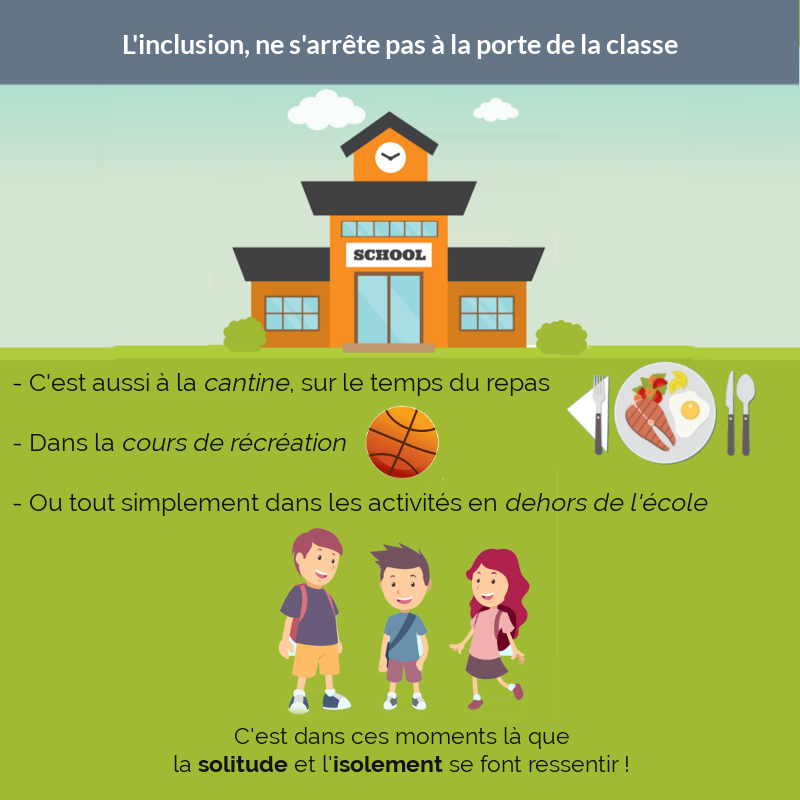 L'inclusion, ne s'arrête pas à la porte de la classe
SCHOOL
- C'est aussi à la cantine, sur le temps du repas
- Dans la cours de récréation
- Ou tout simplement dans les activités en dehors de l'école
C'est dans ces moments là que
la solitude et l'isolement se font ressentir !